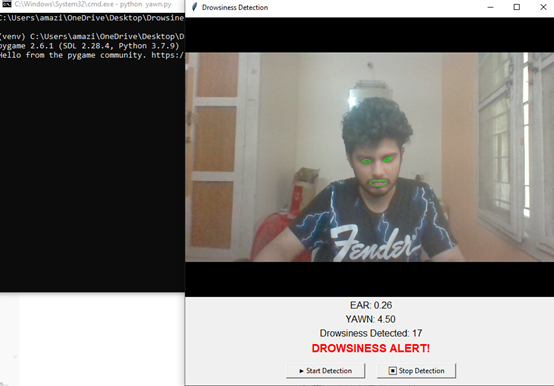 C:\Windows\System32\cmd.exe - python yawn.py
C:\Users\amazi\OneDrive\Desktop\Drowsine
(venv) C:\Users\amazi\OneDrive\Desktop\D
pygame 2.6.1 (SDL 2.28.4, Python 3.7.9)
Hello from the pygame community. https:/
Drowsiness Detection
Fender
EAR: 0.26
YAWN: 4.50
Drowsiness Detected: 17
DROWSINESS ALERT!
Start Detection
Stop Detection